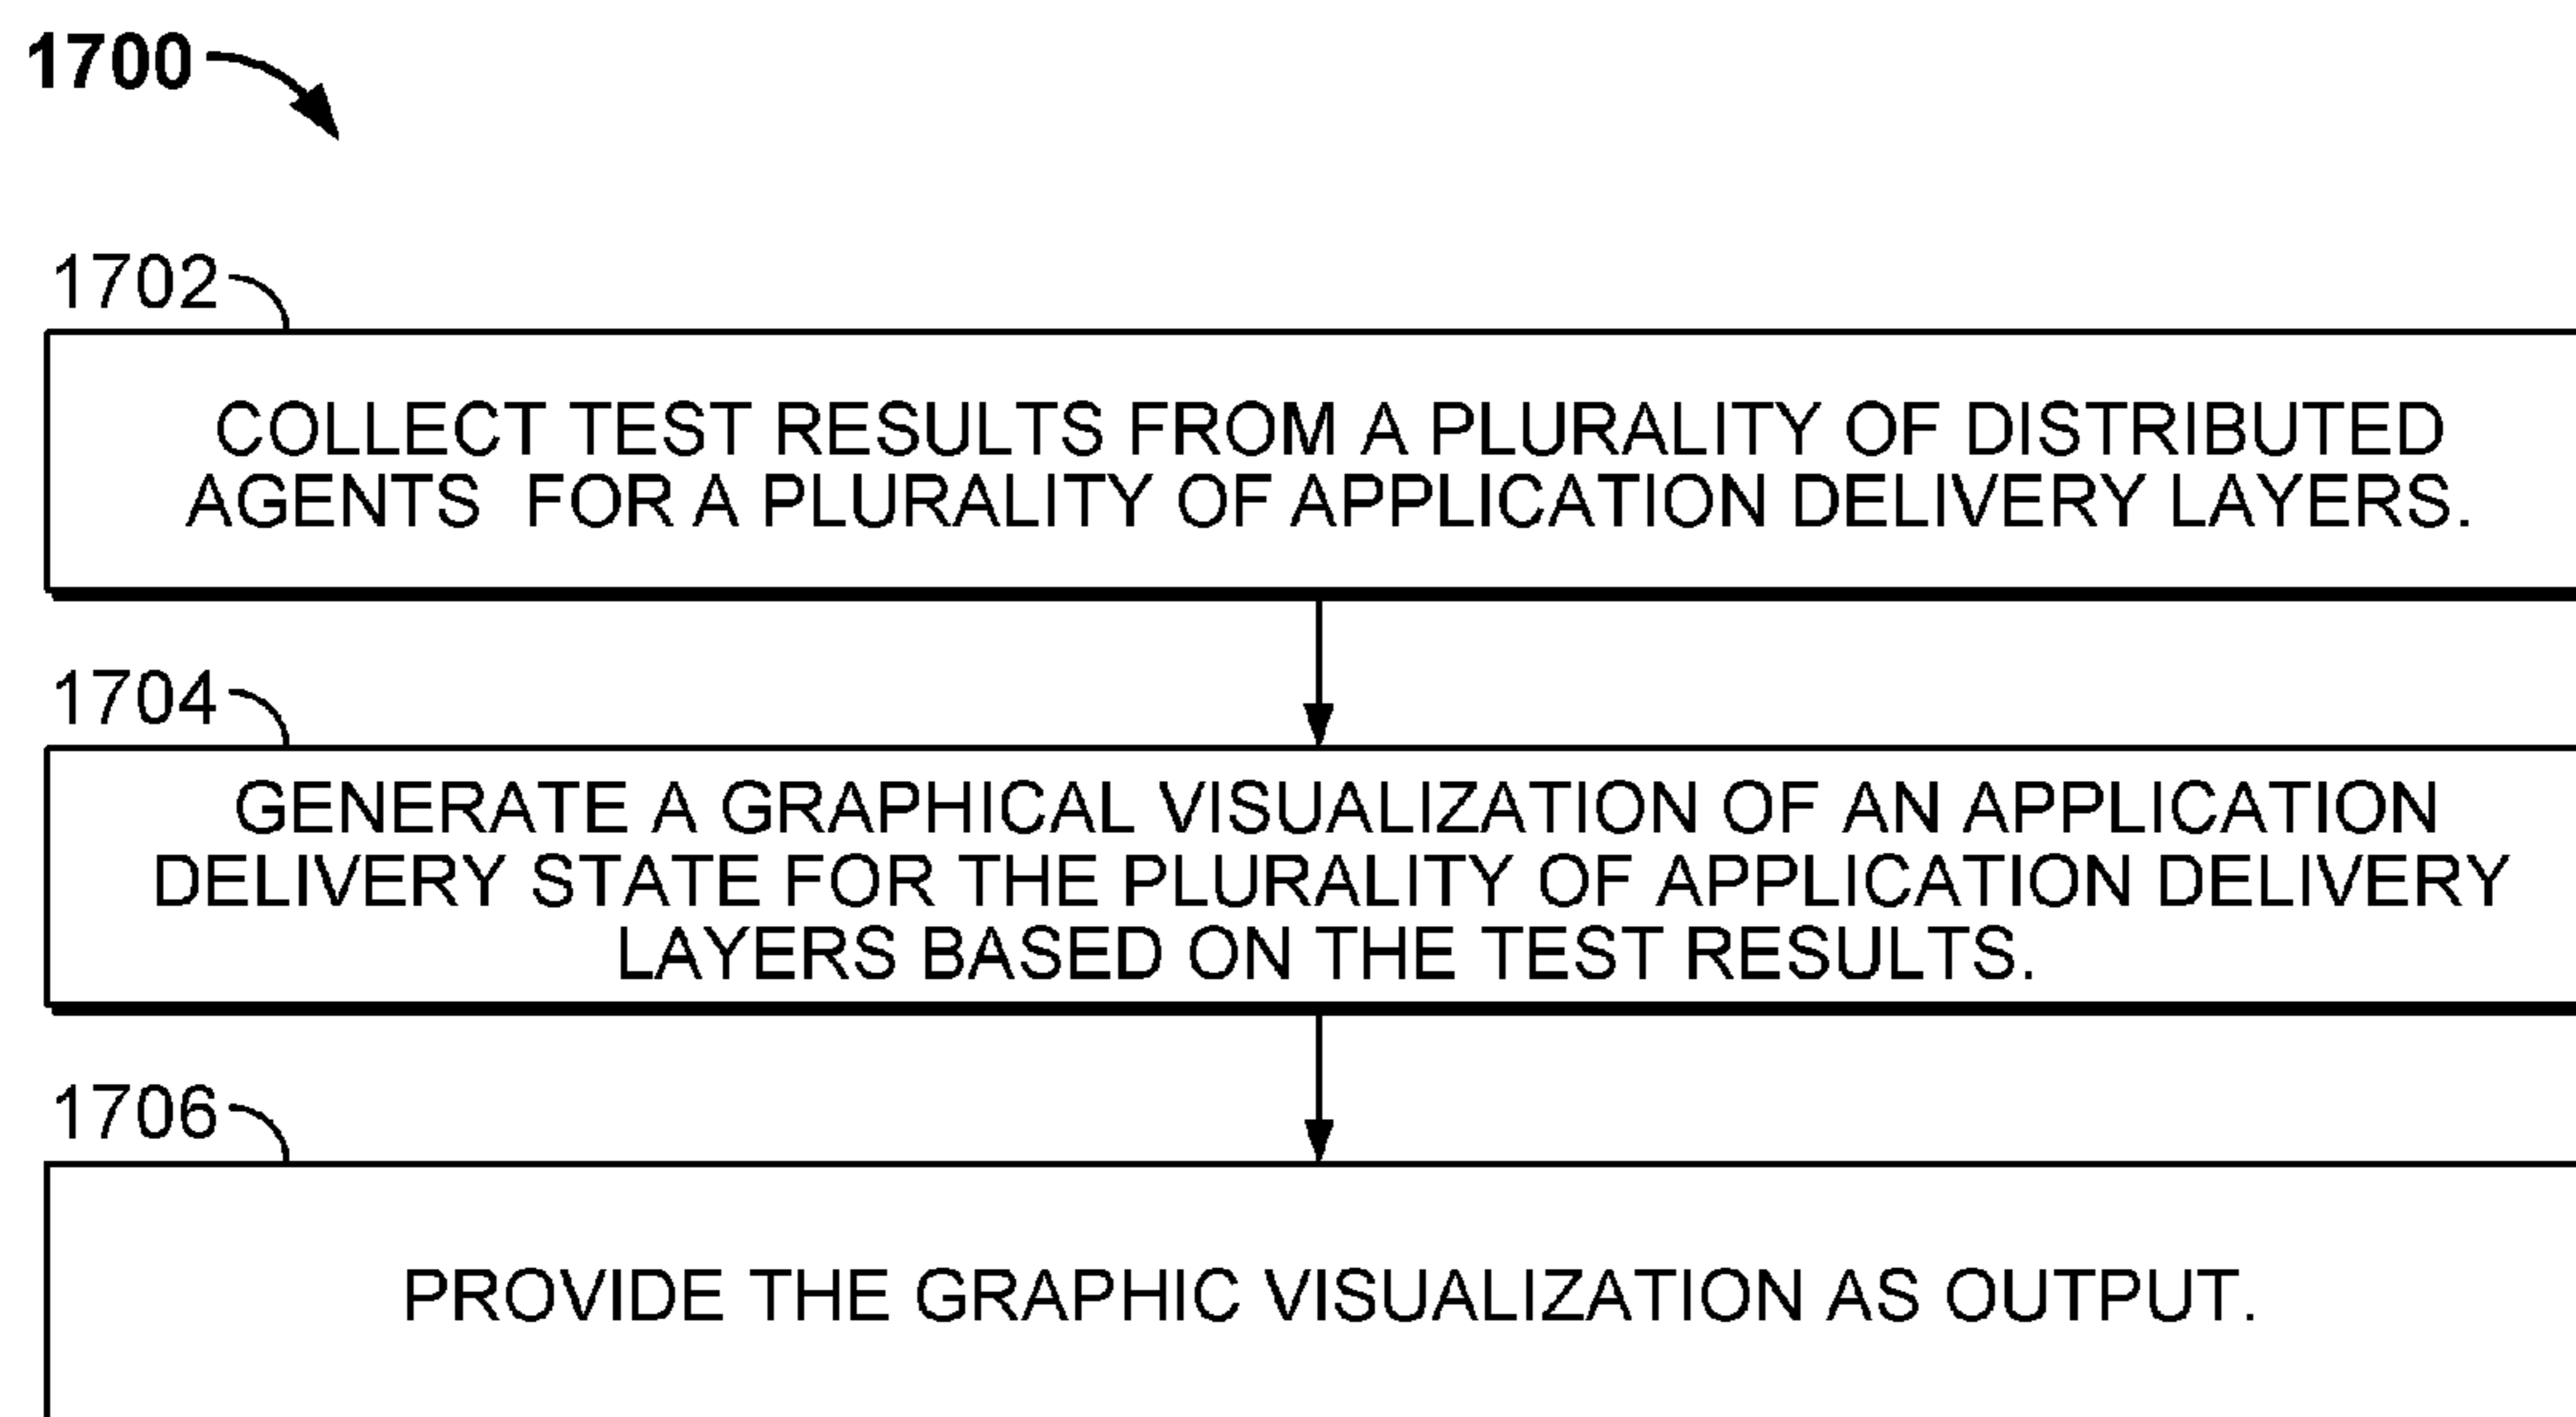 1700
1702
COLLECT TEST RESULTS FROM A PLURALITY OF DISTRIBUTED
AGENTS FOR A PLURALITY OF APPLICATION DELIVERY LAYERS.
1704
GENERATE A GRAPHICAL VISUALIZATION OF AN APPLICATION
DELIVERY STATE FOR THE PLURALITY OF APPLICATION DELIVERY
LAYERS BASED ON THE TEST RESULTS.
1706
PROVIDE THE GRAPHIC VISUALIZATION AS OUTPUT.